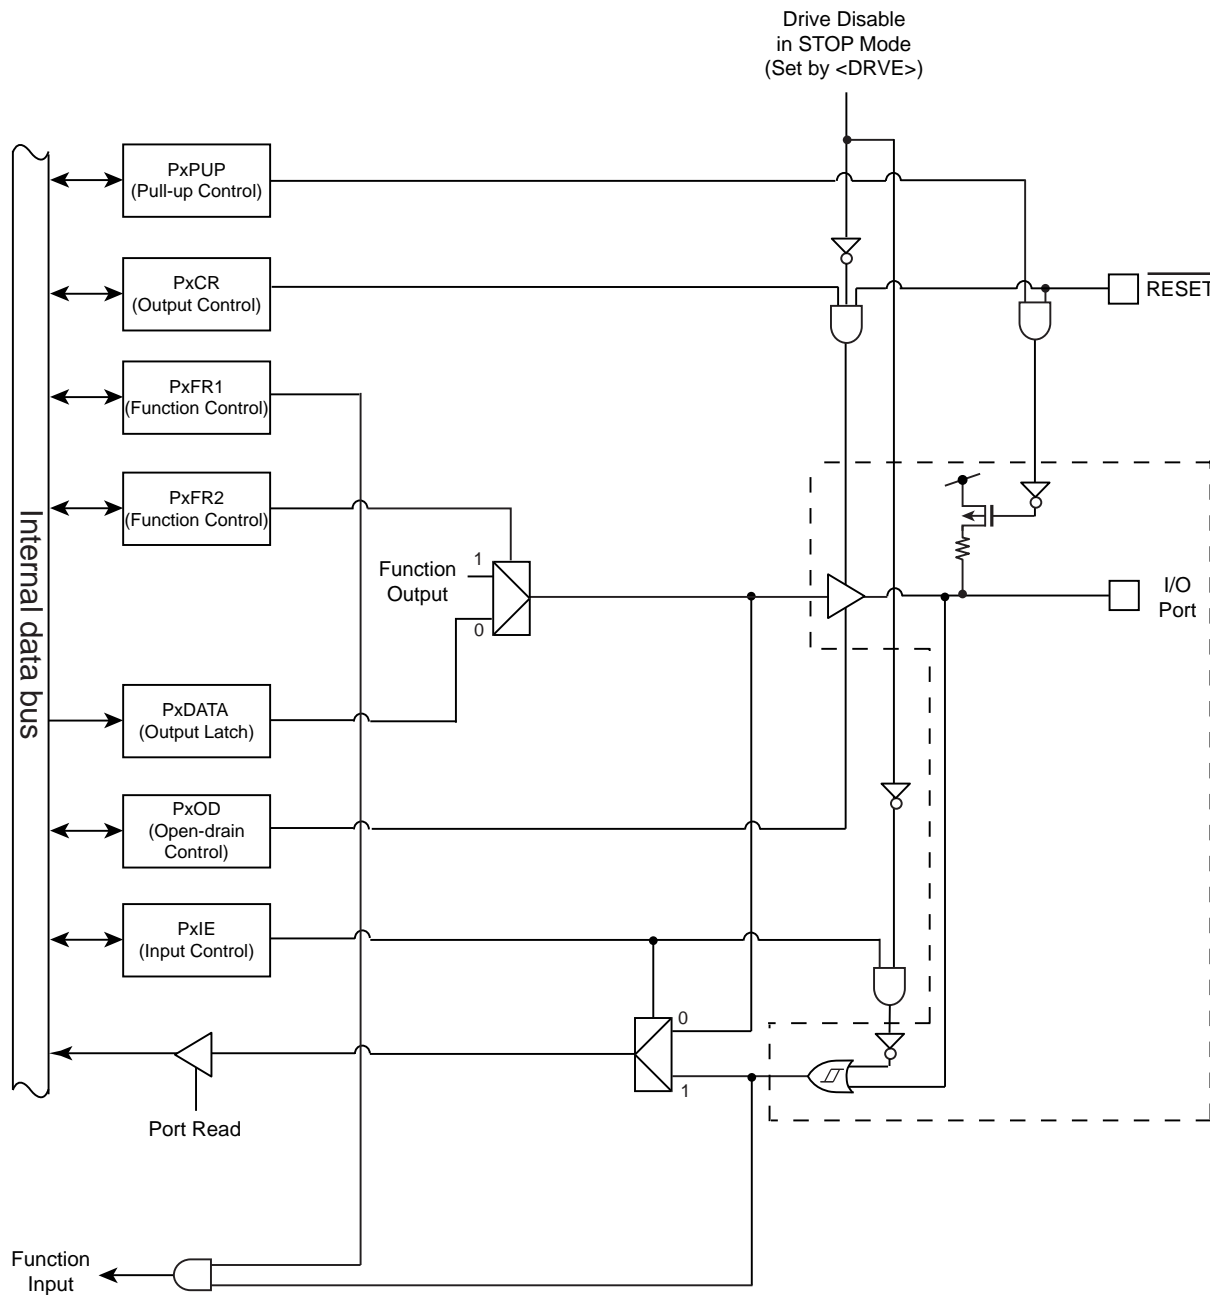 Drive Disable
in STOP Mode
(Set by <DRVE>)
PxPUP
(Pull-up Control)
PxCR
(Output Control)
RESET
PxFR1
(Function Control)
PxFR2
(Function Control)
Internal data bus
Function
Output
1
0
I/O
Port
PxDATA
(Output Latch)
PxOD
(Open-drain
Control)
PxIE
(Input Control)
0
1
Port Read
Function
Input